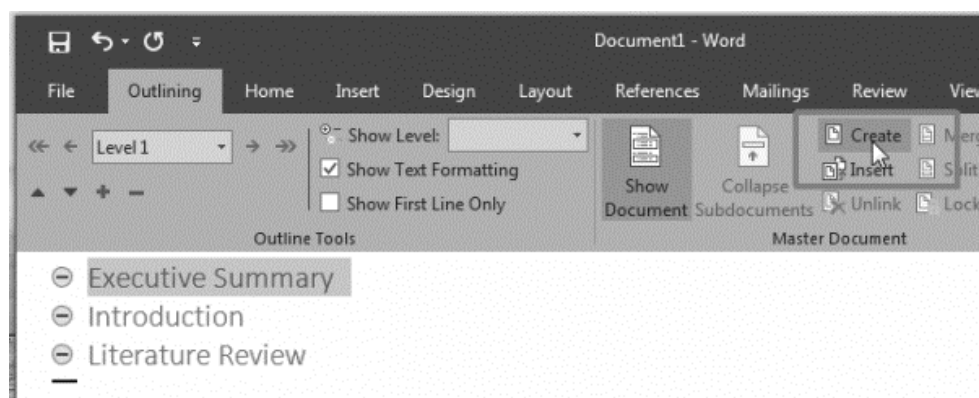 Document1 - Word
File Outlining Home Insert Design Layout References Mailings Review
Level 1
Show Level:
Show Text Formatting
Show First Line Only
Outline Tools
Show Document
Collapse Subdocuments
Create
Insert
Unlink
Split
Lock
Master Document
Executive Summary
Introduction
Literature Review